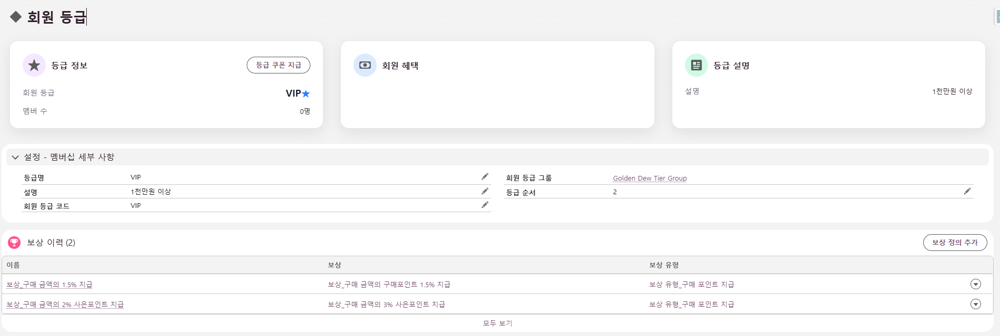 회원 등급
등급 정보
등급 쿠폰 지급
회원 등급
VIP
멤버 수
0명
회원 혜택
등급 설명
설명
1천만원 이상
설정 - 멤버십 세부 사항
등급명
VIP
회원 등급 그룹
Golden Dew Tier Group
설명
1천만원 이상
등급 순서
2
회원 등급 코드
VIP
보상 이력 (2)
보상 정의 추가
이름 보상 보상 유형
보상_구매 금액의 1.5% 지급 보상_구매 금액의 구매포인트 1.5% 지급 보상 유형_구매 포인트 지급
보상_구매 금액의 2% 사은포인트 지급 보상_구매 금액의 3% 사은포인트 지급 보상 유형_구매 포인트 지급
모두 보기